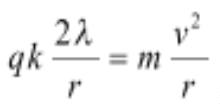 qk 2λ/r = m v²/r